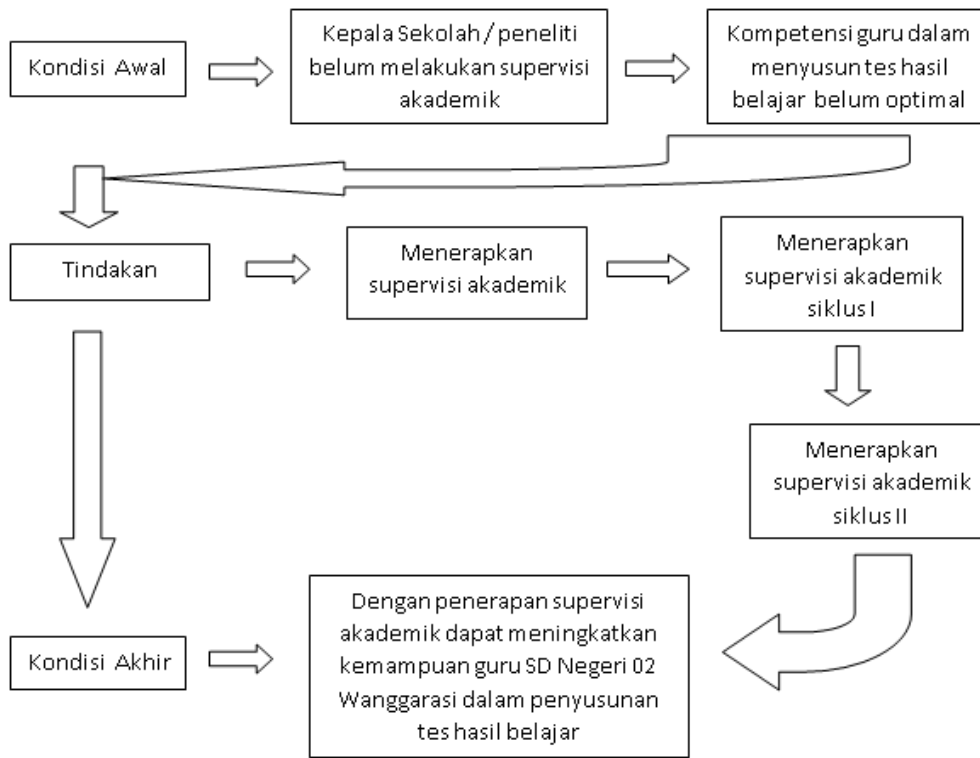 Kondisi Awal
Kepala Sekolah / peneliti
belum melakukan supervisi
akademik
Kompetensi guru dalam
menyusun tes hasil
belajar belum optimal
Tindakan
Menerapkan
supervisi akademik
Menerapkan
supervisi akademik
siklus I
Menerapkan
supervisi akademik
siklus II
Kondisi Akhir
Dengan penerapan supervisi
akademik dapat meningkatkan
kemampuan guru SD Negeri 02
Wanggarasi dalam penyusunan
tes hasil belajar